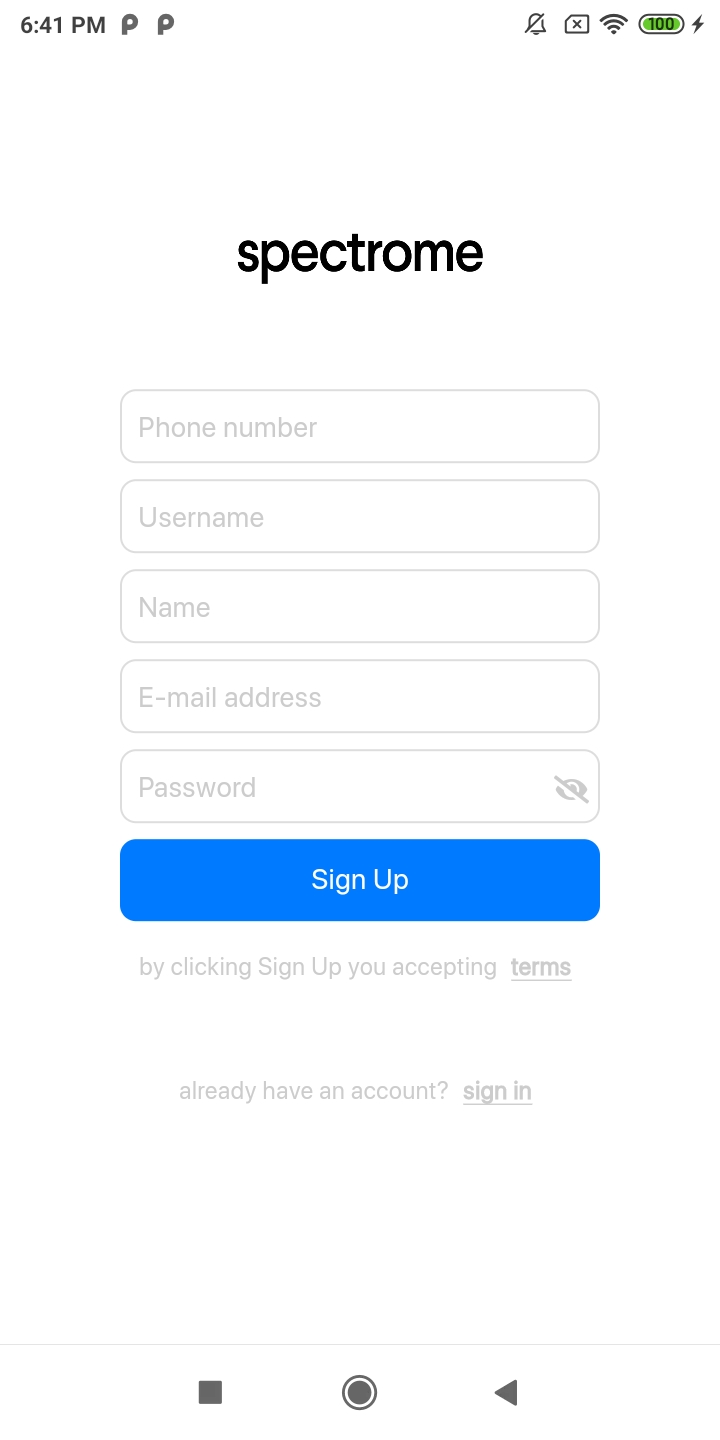 6:41 PM
100
spectrome
Phone number
Username
Name
E-mail address
Password
Sign Up
by clicking Sign Up you accepting terms
already have an account? sign in